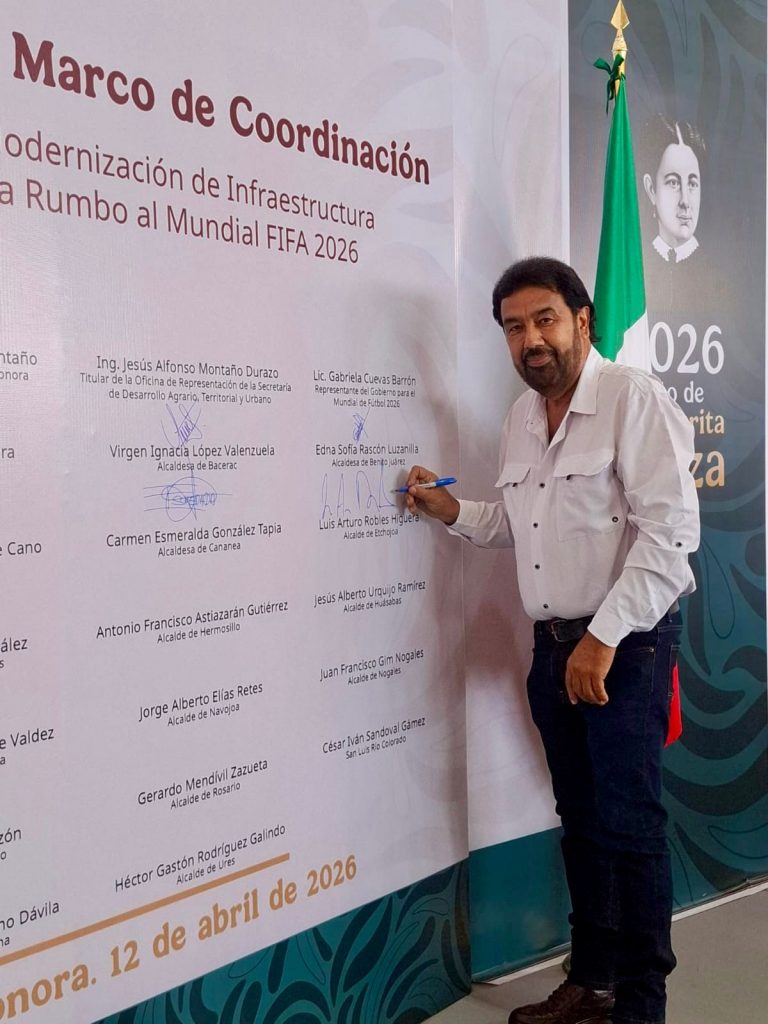 Marco de Coordinación
odernización de Infraestructura
a Rumbo al Mundial FIFA 2026
ntaño
onora
Ing. Jesús Alfonso Montaño Durazo
Titular de la Oficina de Representación de la Secretaría
de Desarrollo Agrario, Territorial y Urbano
Lic. Gabriela Cuevas Barrón
Representante del Gobierno para el
Mundial de Fútbol 2026
ra
Virgen Ignacia López Valenzuela
Alcaldesa de Bacerac
Edna Sofía Rascón Luzanilla
Alcaldesa de Benito Juárez
e Cano
Carmen Esmeralda González Tapia
Alcaldesa de Cananea
Luis Arturo Robles Higuera
Alcalde de Etchojoa
zález
s
Antonio Francisco Astiazarán Gutiérrez
Alcalde de Hermosillo
Jesús Alberto Urquijo Ramírez
Alcalde de Huásabas
e Valdez
a
Jorge Alberto Elías Retes
Alcalde de Navojoa
Juan Francisco Gim Nogales
Alcalde de Nogales
zón
o
Gerardo Mendívil Zazueta
Alcalde de Rosario
César Iván Sandoval Gámez
San Luis Río Colorado
no Dávila
na
Héctor Gastón Rodríguez Galindo
Alcalde de Ures
onora. 12 de abril de 2026
026
o de
rita
za